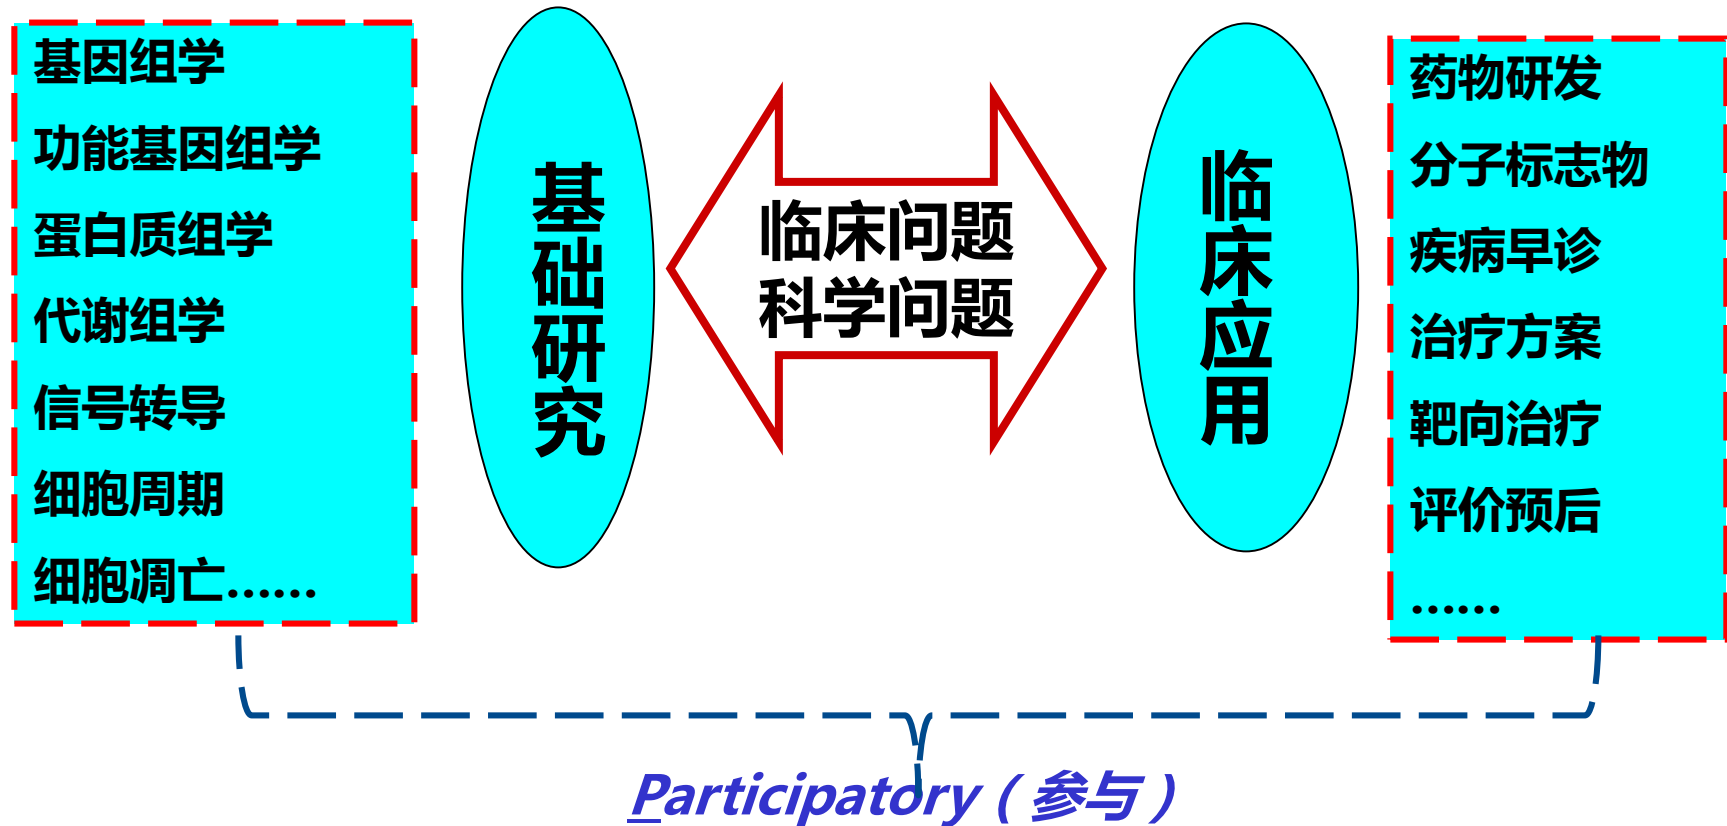 基因组学
功能基因组学
蛋白质组学
代谢组学
信号转导
细胞周期
细胞凋亡……
基础研究
临床问题
科学问题
临床应用
药物研发
分子标志物
疾病早诊
治疗方案
靶向治疗
评价预后
……
Participatory（参与）